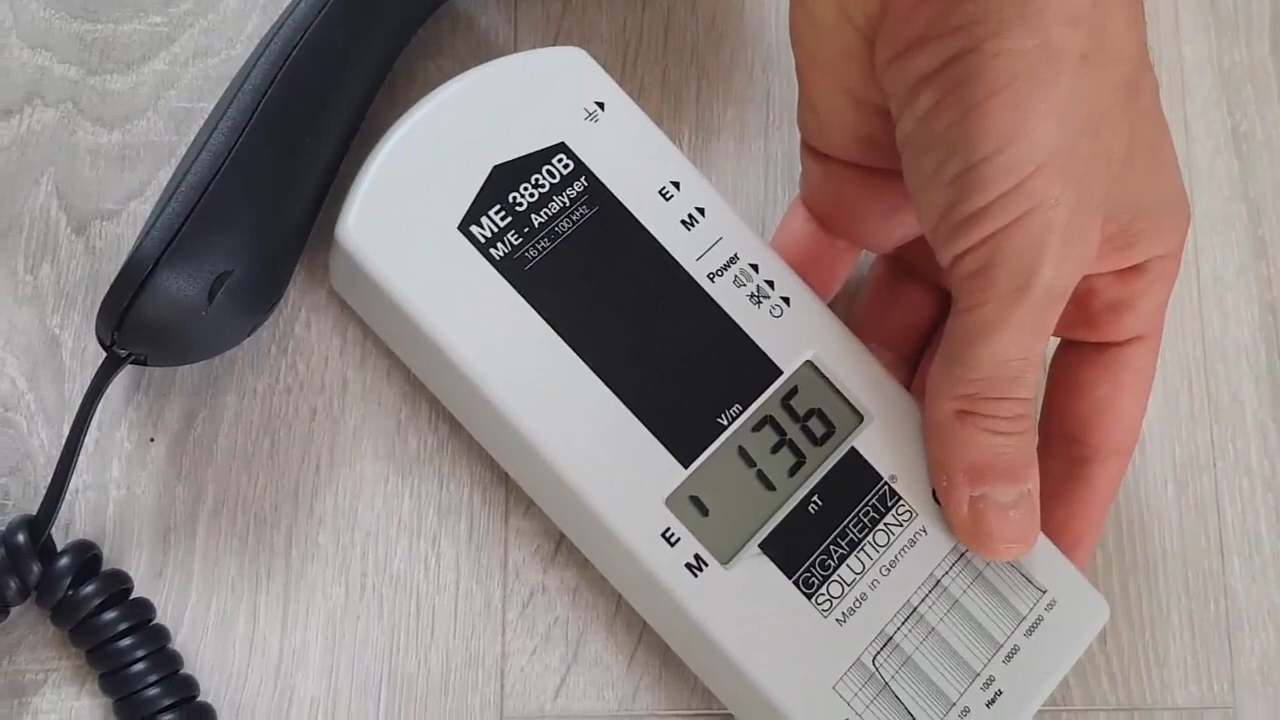 ME 3830B
M/E - Analyser
16 Hz - 100 kHz
E
M
Power
V/m
136
E
M
nT
GIGAHERTZ®
SOLUTIONS
Made in Germany
100
1000
10000
100000
Hertz